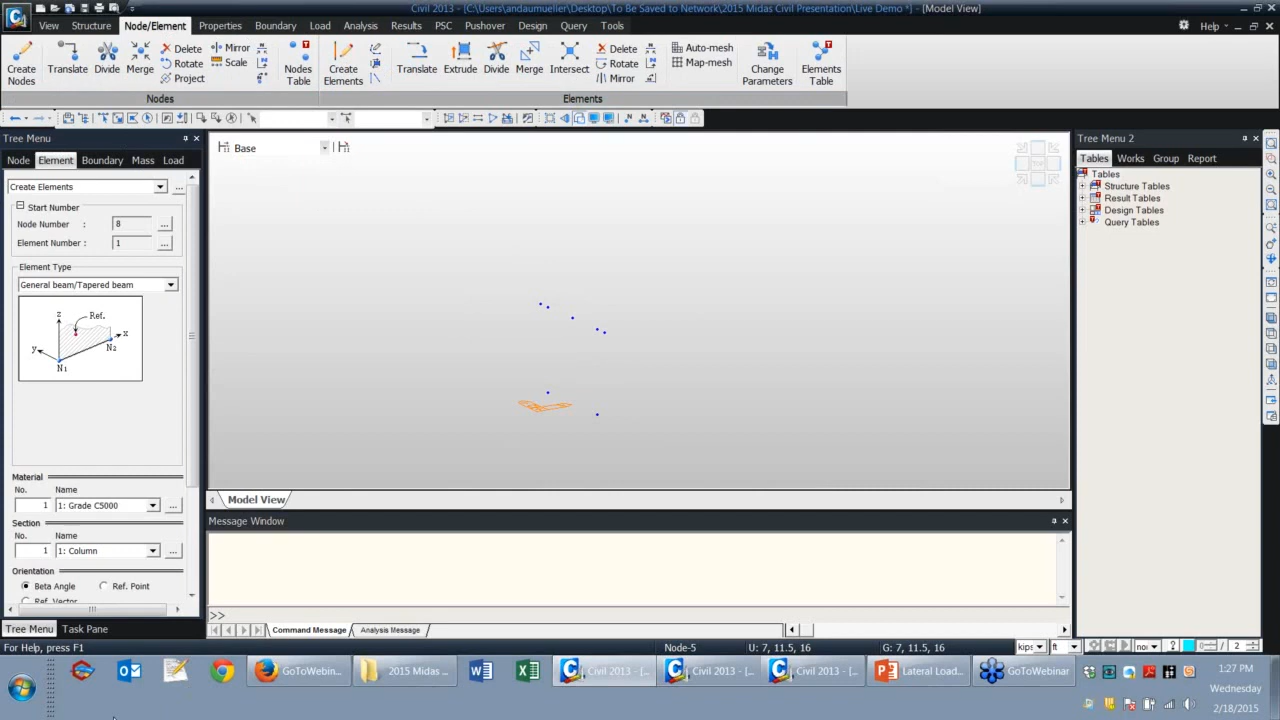 Civil 2013 - [C:\Users\andaumueller\Desktop\To Be Saved to Network\2015 Midas Civil Presentation\Live Demo *] - [Model View]
View Structure Node/Element Properties Boundary Load Analysis Results PSC Pushover Design Query Tools Help
Create Nodes
Translate
Divide
Merge
Delete
Rotate
Project
Mirror
Scale
Nodes Table
Create Elements
Translate
Extrude
Divide
Merge
Intersect
Delete
Rotate
Mirror
Auto-mesh
Map-mesh
Change Parameters
Elements Table
Nodes
Elements
Tree Menu
Node Element Boundary Mass Load
Create Elements
...
Start Number
Node Number : 8 ...
Element Number : 1 ...
Element Type
General beam/Tapered beam
z
Ref.
x
y
N2
N1
Material
No. Name
1 1: Grade C5000 ...
Section
No. Name
1 1: Column ...
Orientation
Beta Angle Ref. Point
Ref. Vector
Tree Menu Task Pane
Base
TOP
Model View
Message Window
>>
Command Message Analysis Message
Tree Menu 2
Tables Works Group Report
Tables
Structure Tables
Result Tables
Design Tables
Query Tables
For Help, press F1
Node-5
U: 7, 11.5, 16
G: 7, 11.5, 16
kips
ft
non
? 0 / 2
GoToWebin...
2015 Midas ...
Civil 2013 - [...
Civil 2013 - [...
Civil 2013 - [...
Lateral Load...
GoToWebinar
1:27 PM
Wednesday
2/18/2015